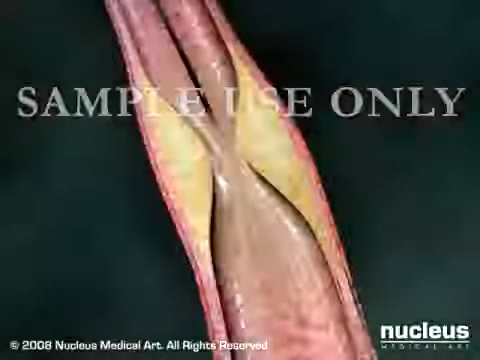 SAMPLE USE ONLY
© 2008 Nucleus Medical Art. All Rights Reserved
nucleus
MEDICAL ART